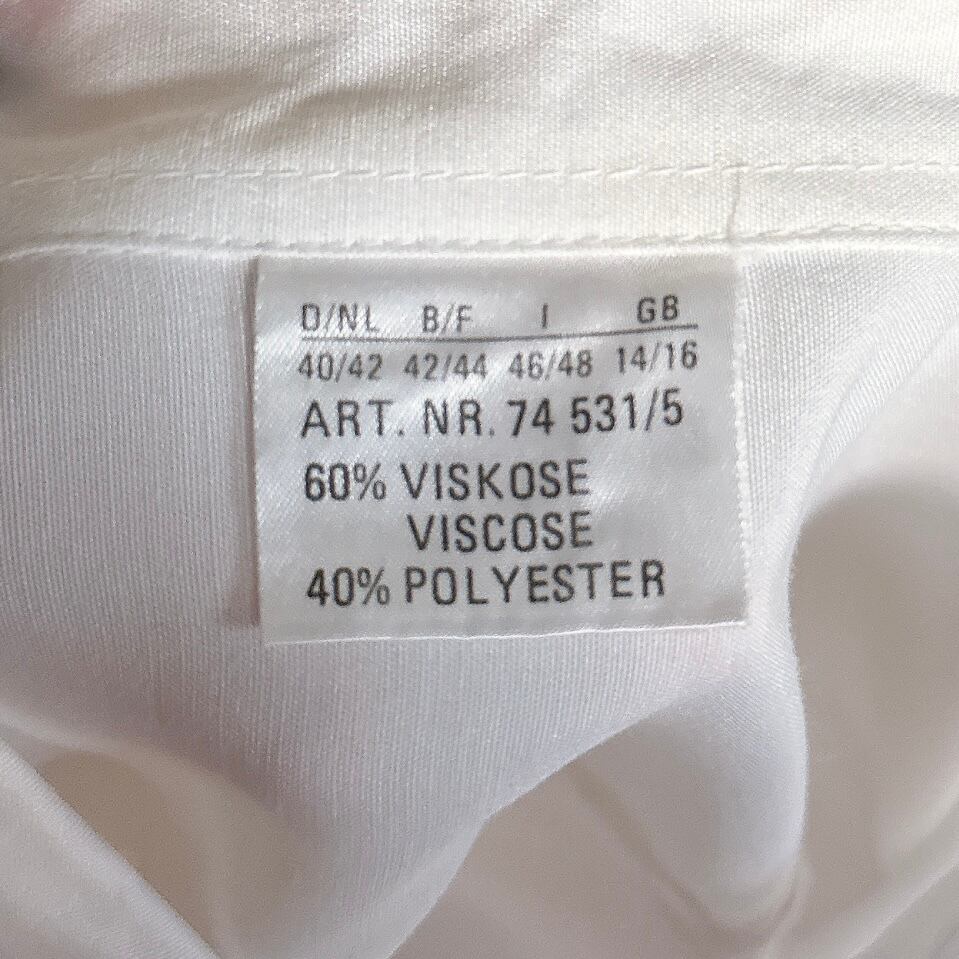 D/NL B/F I GB
40/42 42/44 46/48 14/16
ART. NR. 74 531/5
60% VISKOSE
VISCOSE
40% POLYESTER